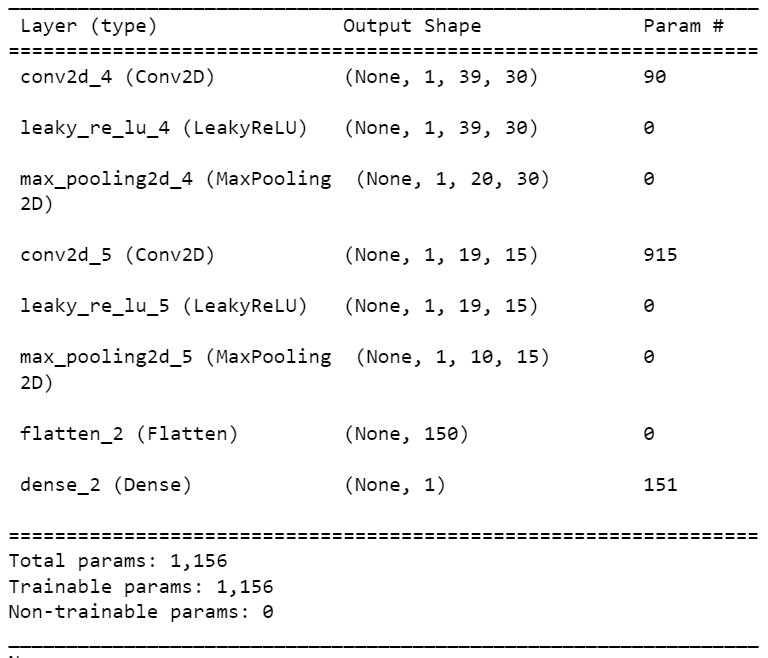 Layer (type) Output Shape Param #
=================================================================
conv2d_4 (Conv2D) (None, 1, 39, 30) 90
leaky_re_lu_4 (LeakyReLU) (None, 1, 39, 30) 0
max_pooling2d_4 (MaxPooling (None, 1, 20, 30) 0
2D)
conv2d_5 (Conv2D) (None, 1, 19, 15) 915
leaky_re_lu_5 (LeakyReLU) (None, 1, 19, 15) 0
max_pooling2d_5 (MaxPooling (None, 1, 10, 15) 0
2D)
flatten_2 (Flatten) (None, 150) 0
dense_2 (Dense) (None, 1) 151
=================================================================
Total params: 1,156
Trainable params: 1,156
Non-trainable params: 0